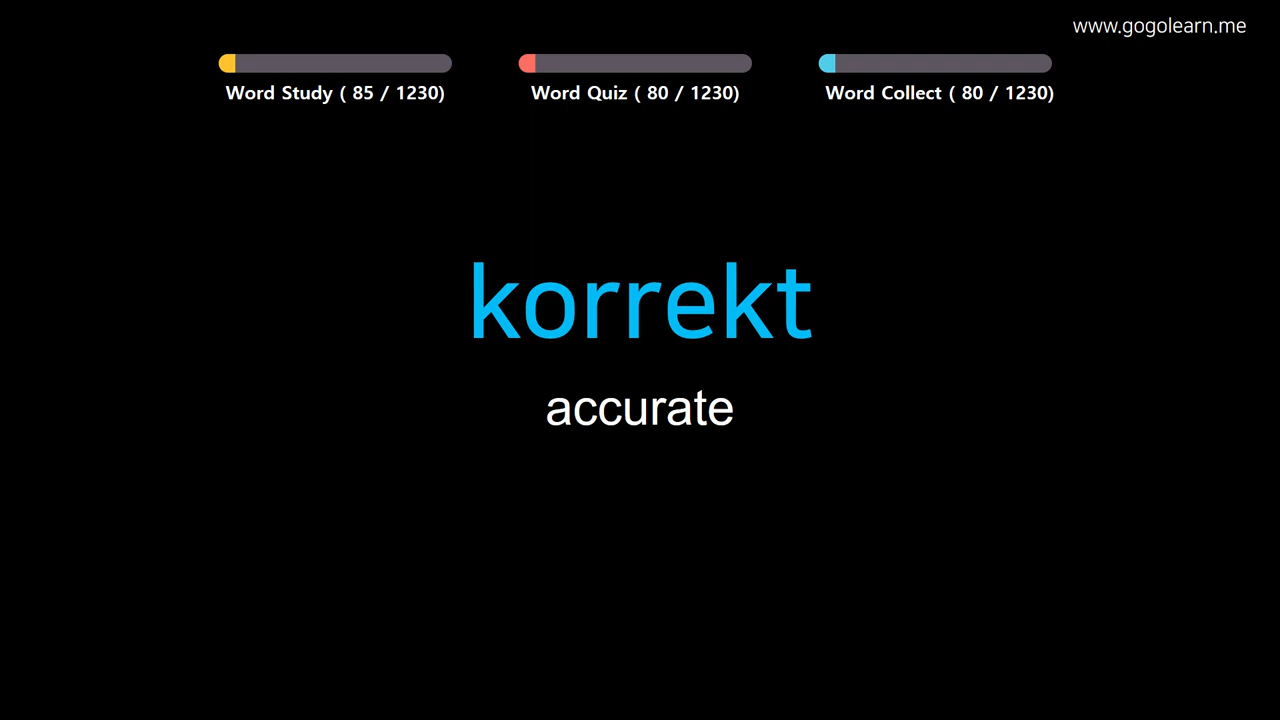 www.gogolearn.me
Word Study ( 85 / 1230)
Word Quiz ( 80 / 1230)
Word Collect ( 80 / 1230)
korrekt
accurate